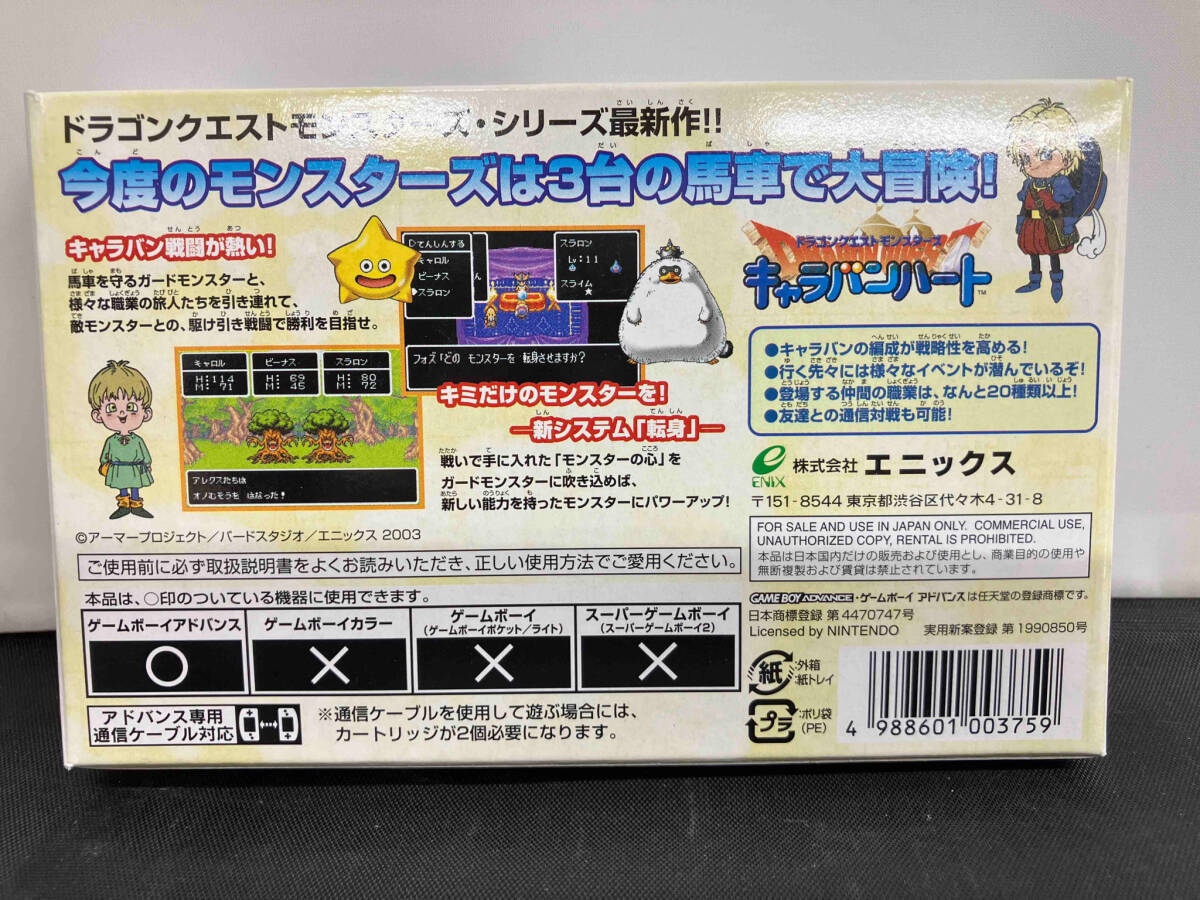 ドラゴンクエストモンスターズ・シリーズ最新作!!
今度のモンスターズは3台の馬車で大冒険!
キャラバン戦闘が熱い!
馬車を守るガードモンスターと、
様々な職業の旅人たちを引き連れて、
敵モンスターとの、駆け引き戦闘で勝利を目指せ。
▷てんしんする
キャロル
ビーナス
スラロン
スラロン
Lv:11
スライム
★
フォズ「どの モンスターを 転身させますか?
キャロル ビーナス スラロン
H:114 H: 69 H: 80
M: 71 M: 45 M: 72
アレクスたちは
オノむそうを はなった!
キミだけのモンスターを!
―新システム「転身」―
戦いで手に入れた「モンスターの心」を
ガードモンスターに吹き込めば、
新しい能力を持ったモンスターにパワーアップ!
©アーマープロジェクト/バードスタジオ/エニックス 2003
ドラゴンクエストモンスターズ
キャラバンハート™
●キャラバンの編成が戦略性を高める!
●行く先々には様々なイベントが潜んでいるぞ!
●登場する仲間の職業は、なんと20種類以上!
●友達との通信対戦も可能!
ENIX 株式会社 エニックス
〒151-8544 東京都渋谷区代々木4-31-8
FOR SALE AND USE IN JAPAN ONLY. COMMERCIAL USE,
UNAUTHORIZED COPY, RENTAL IS PROHIBITED.
本品は日本国内だけの販売および使用とし、商業目的の使用や
無断複製および賃貸は禁止されています。
GAME BOY ADVANCE・ゲームボーイ アドバンスは任天堂の登録商標です。
日本商標登録 第4470747号
Licensed by NINTENDO 実用新案登録 第1990850号
ご使用前に必ず取扱説明書をよくお読みいただき、正しい使用方法でご愛用ください。
本品は、○印のついている機器に使用できます。
ゲームボーイアドバンス ゲームボーイカラー ゲームボーイ スーパーゲームボーイ
(ゲームボーイポケット/ライト) (スーパーゲームボーイ2)
○ × × ×
アドバンス専用
通信ケーブル対応
※通信ケーブルを使用して遊ぶ場合には、
カートリッジが2個必要になります。
紙 :外箱
:紙トレイ
プラ :ポリ袋
(PE)
4 988601 003759